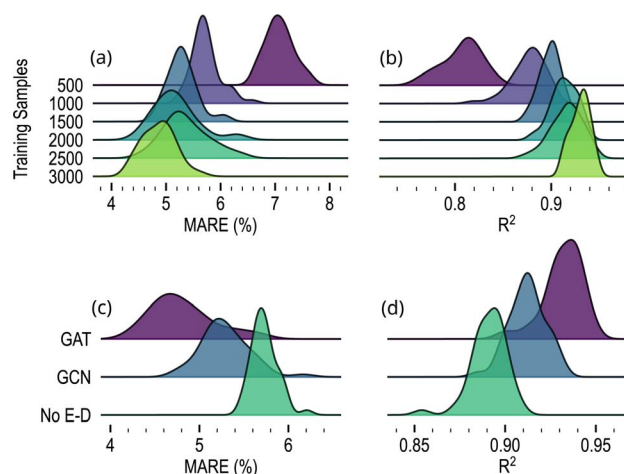 (a)
(b)
Training Samples
500
1000
1500
2000
2500
3000
4 5 6 7 8
MARE (%)
0.8 0.9
R²
(c)
(d)
GAT
GCN
No E-D
4 5 6
MARE (%)
0.85 0.90 0.95
R²